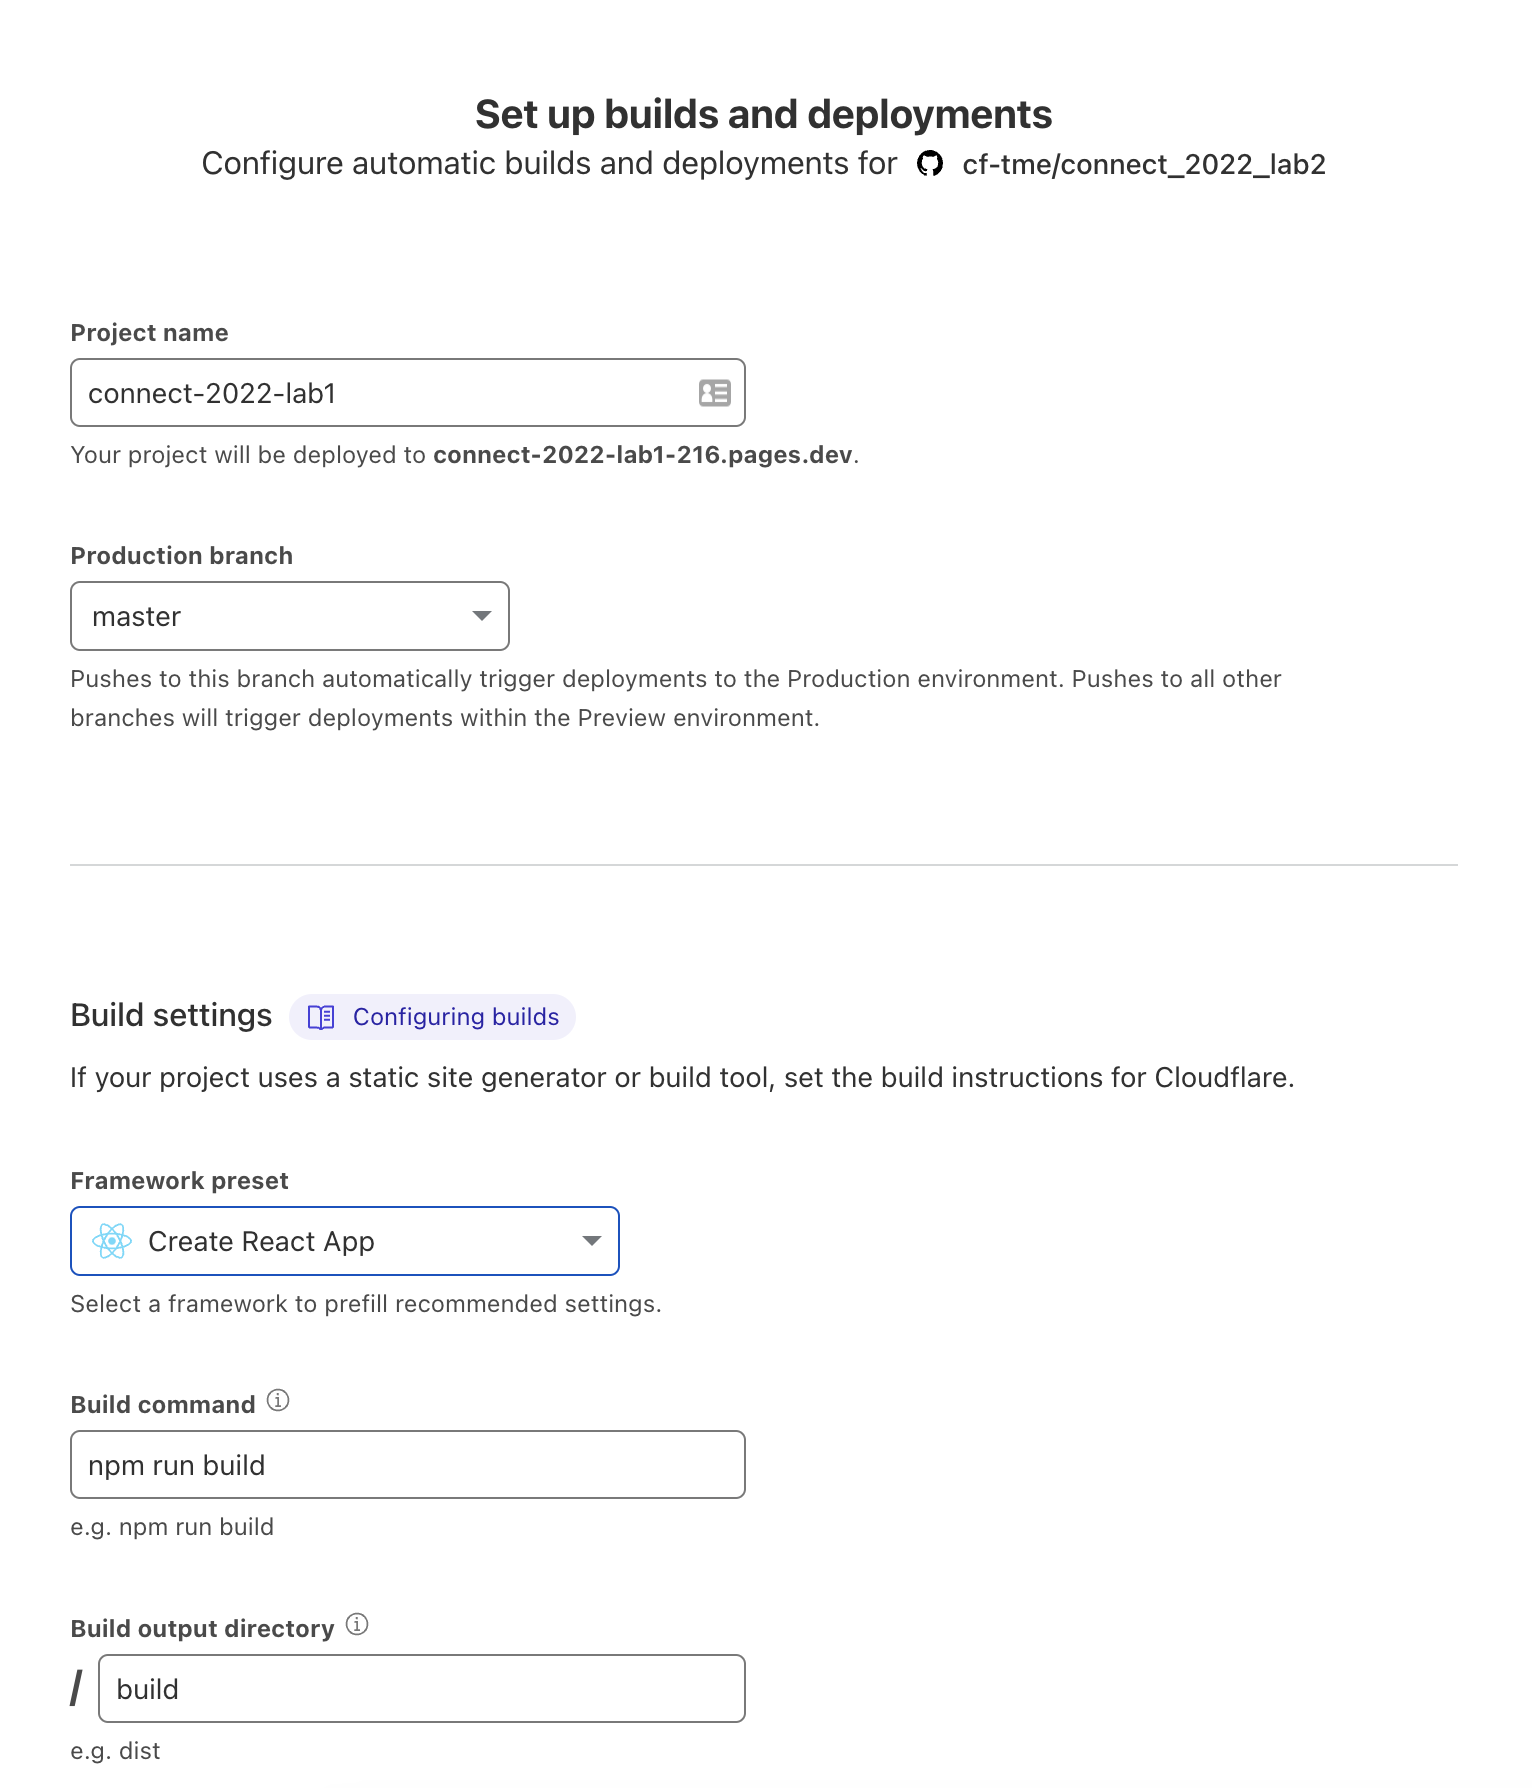 Set up builds and deployments
Configure automatic builds and deployments for cf-tme/connect_2022_lab2
Project name
connect-2022-lab1
Your project will be deployed to connect-2022-lab1-216.pages.dev.
Production branch
master
Pushes to this branch automatically trigger deployments to the Production environment. Pushes to all other
branches will trigger deployments within the Preview environment.
Build settings Configuring builds
If your project uses a static site generator or build tool, set the build instructions for Cloudflare.
Framework preset
Create React App
Select a framework to prefill recommended settings.
Build command
npm run build
e.g. npm run build
Build output directory
/ build
e.g. dist